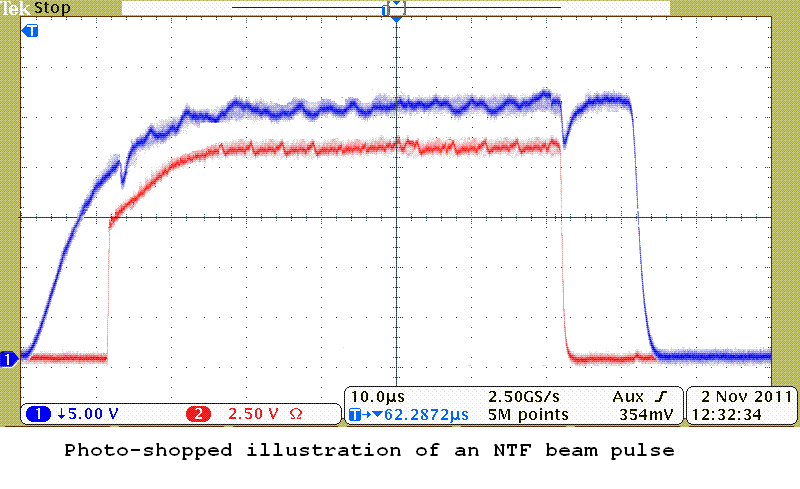 Tek Stop
T
T
1
1 ↓5.00 V 2 2.50 V Ω
10.0µs 2.50GS/s Aux ƒ
T→▼62.2872µs 5M points 354mV
2 Nov 2011
12:32:34
Photo-shopped illustration of an NTF beam pulse